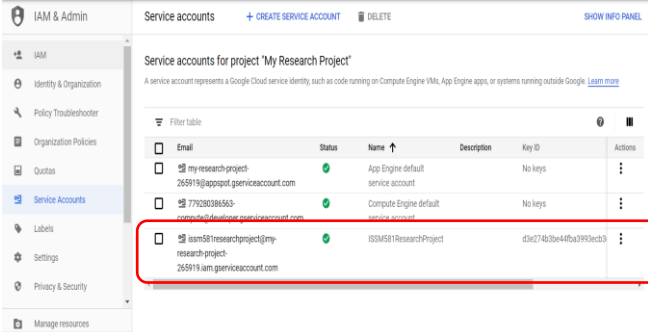 IAM & Admin
Service accounts
+ CREATE SERVICE ACCOUNT
DELETE
SHOW INFO PANEL
IAM
Identity & Organization
Policy Troubleshooter
Organization Policies
Quotas
Service Accounts
Labels
Settings
Privacy & Security
Manage resources
Service accounts for project "My Research Project"
A service account represents a Google Cloud service identity, such as code running on Compute Engine VMs, App Engine apps, or systems running outside Google. Learn more
Filter table
Email Status Name Description Key ID Actions
my-research-project- App Engine default No keys
265919@appspot.gserviceaccount.com service account
779280386563- Compute Engine default No keys
compute@developer.gserviceaccount.com service account
issm581researchproject@my- ISSM581ResearchProject d3e274b3be44fba3993ecb3
research-project-
265919.iam.gserviceaccount.com